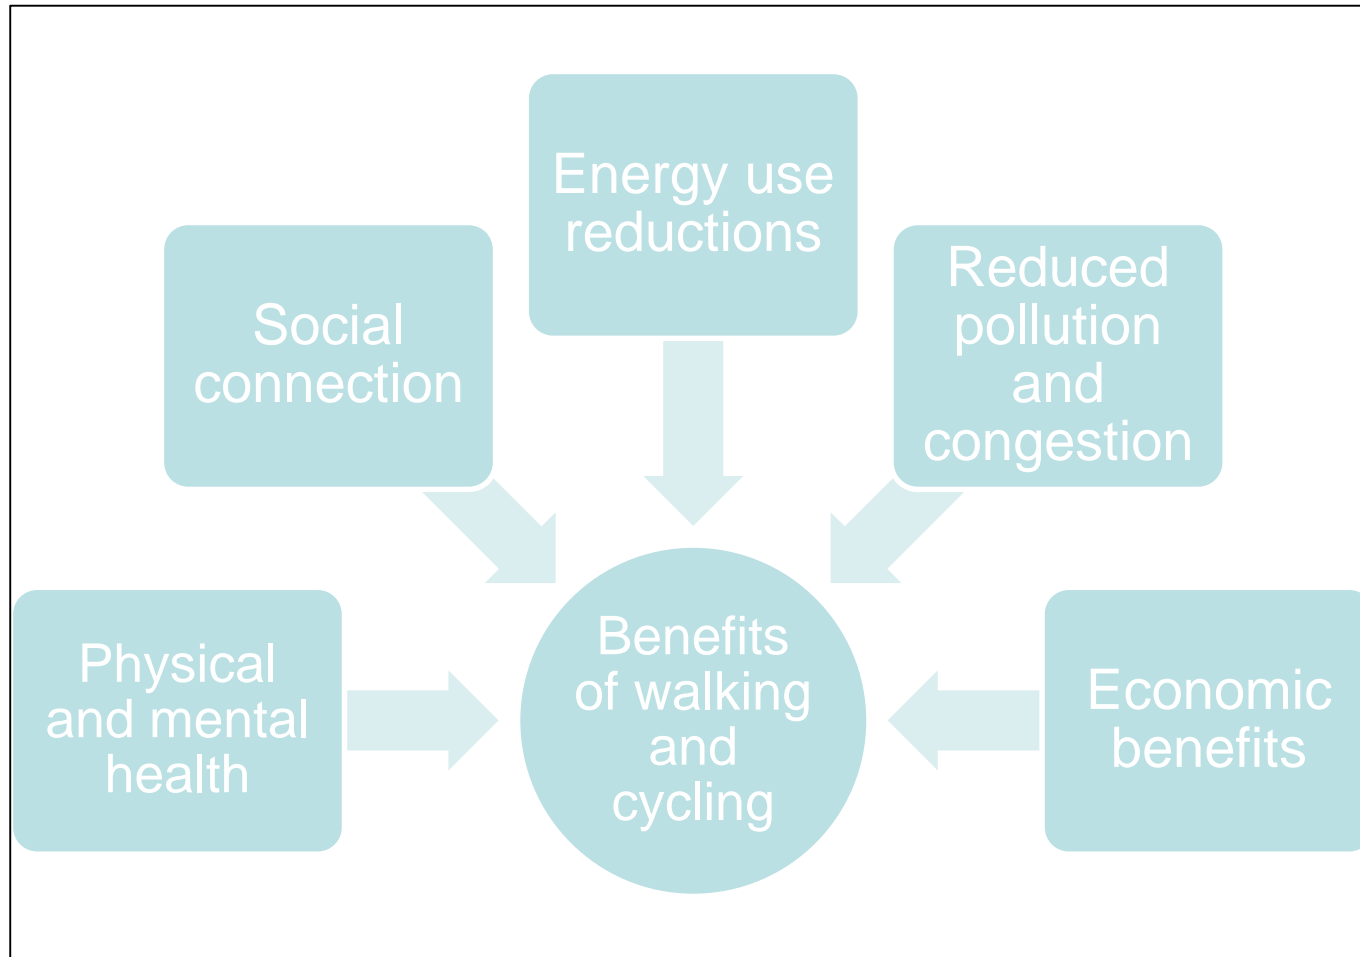 Energy use
reductions
Social
connection
Reduced
pollution
and
congestion
Physical
and mental
health
Benefits
of walking
and
cycling
Economic
benefits